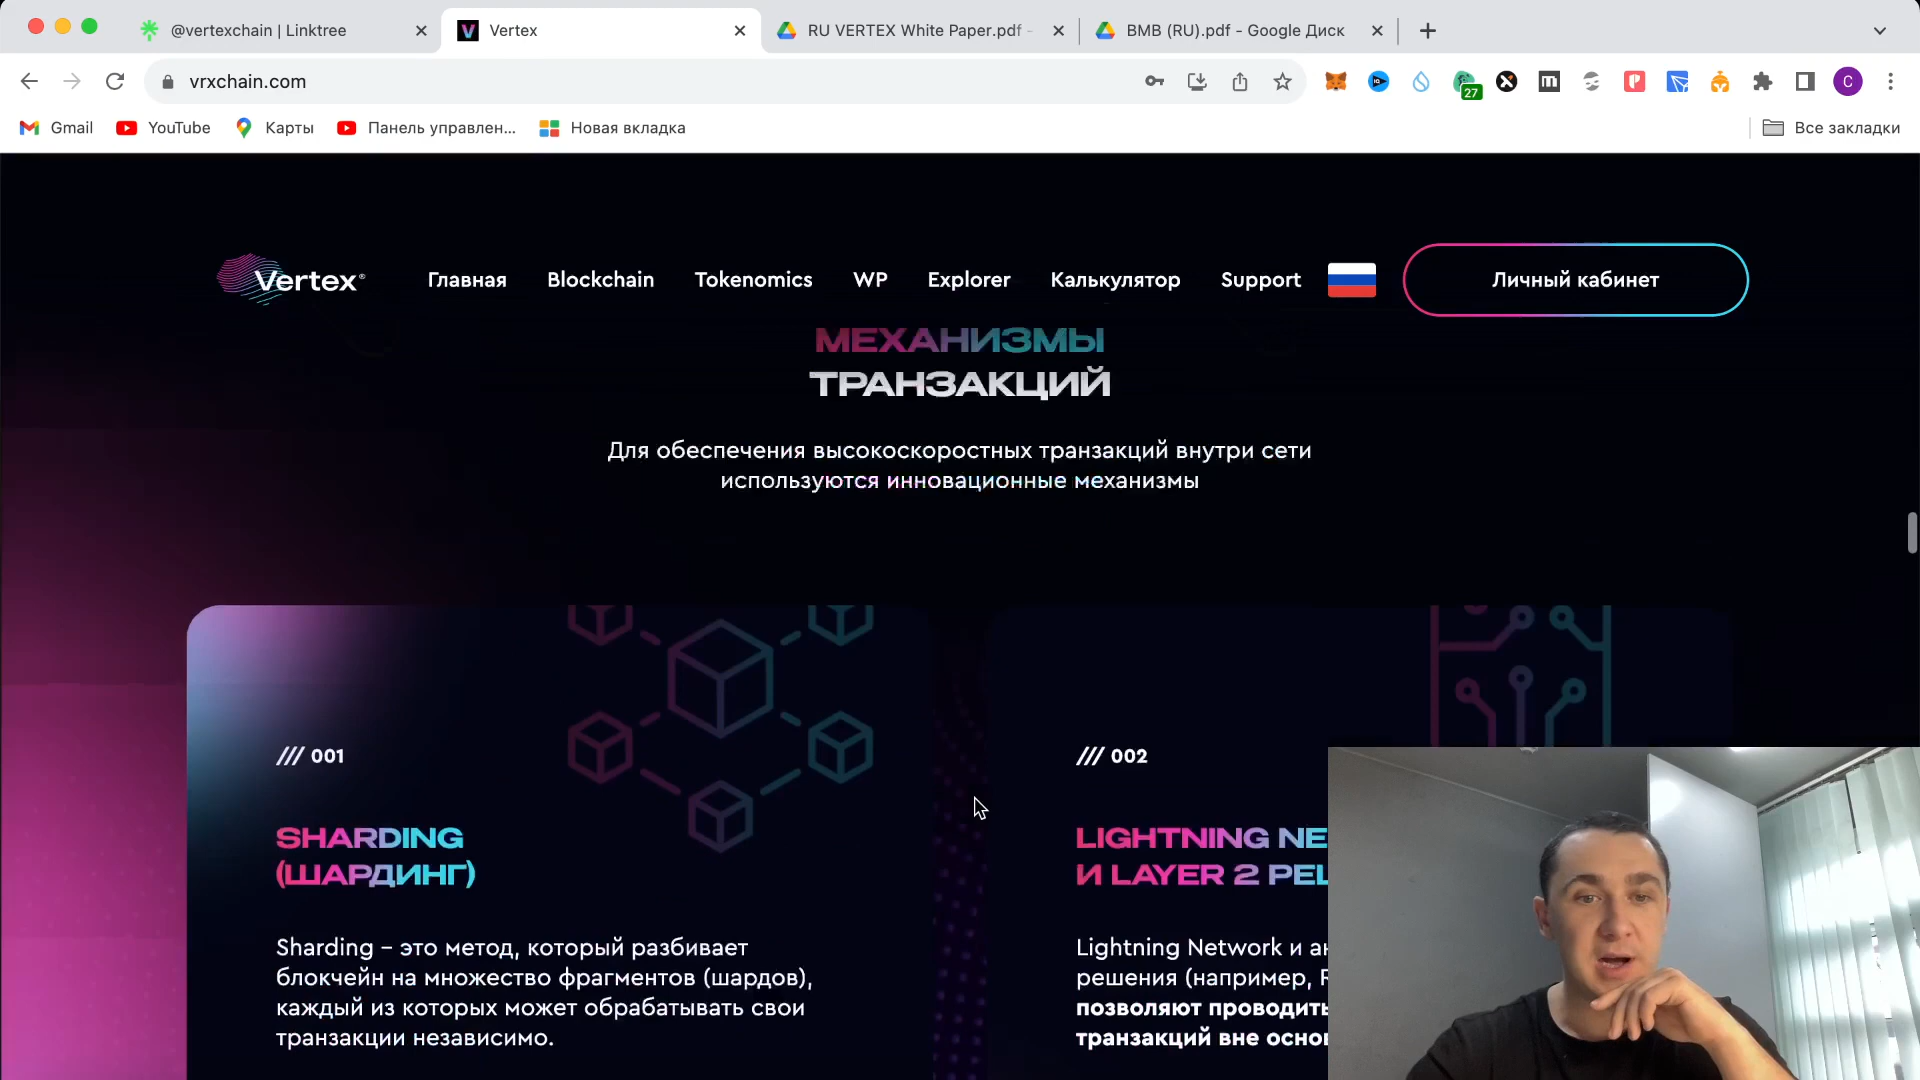 @vertexchain | Linktree
Vertex
RU VERTEX White Paper.pdf -
BMB (RU).pdf - Google Диск
vrxchain.com
27
C
Gmail
YouTube
Карты
Панель управлен...
Новая вкладка
Все закладки
Vertex
Главная
Blockchain
Tokenomics
WP
Explorer
Калькулятор
Support
Личный кабинет
МЕХАНИЗМЫ
ТРАНЗАКЦИЙ
Для обеспечения высокоскоростных транзакций внутри сети
используются инновационные механизмы
/// 001
SHARDING
(ШАРДИНГ)
Sharding – это метод, который разбивает
блокчейн на множество фрагментов (шардов),
каждый из которых может обрабатывать свои
транзакции независимо.
/// 002
LIGHTNING NE
И LAYER 2 РЕШ
Lightning Network и ан
решения (например, R
позволяют проводить
транзакций вне основ